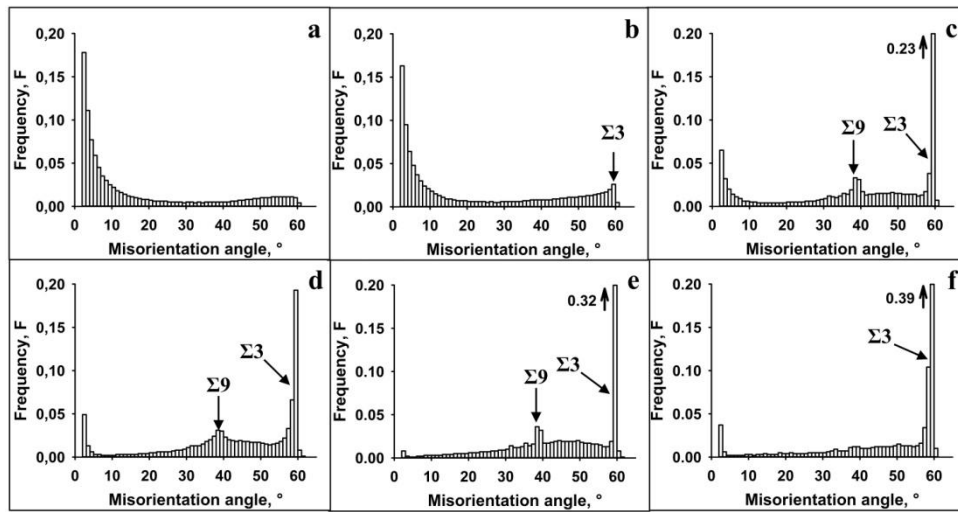 a
Frequency, F
0,20
0,15
0,10
0,05
0,00
0 10 20 30 40 50 60
Misorientation angle, °
b
Frequency, F
0,20
0,15
0,10
0,05
0,00
Σ3
0 10 20 30 40 50 60
Misorientation angle, °
c
Frequency, F
0,20
0.23
0,15
Σ9
Σ3
0,10
0,05
0.00
0 10 20 30 40 50 60
Misorientation angle, °
d
Frequency, F
0,20
0,15
Σ3
0,10
Σ9
0,05
0.00
0 10 20 30 40 50 60
Misorientation angle, °
e
Frequency, F
0.20
0.32
0.15
Σ3
0.10
Σ9
0.05
0.00
0 10 20 30 40 50 60
Misorientation angle, °
f
Frequency, F
0.20
0.39
0.15
Σ3
0.10
0.05
0.00
0 10 20 30 40 50 60
Misorientation angle, °